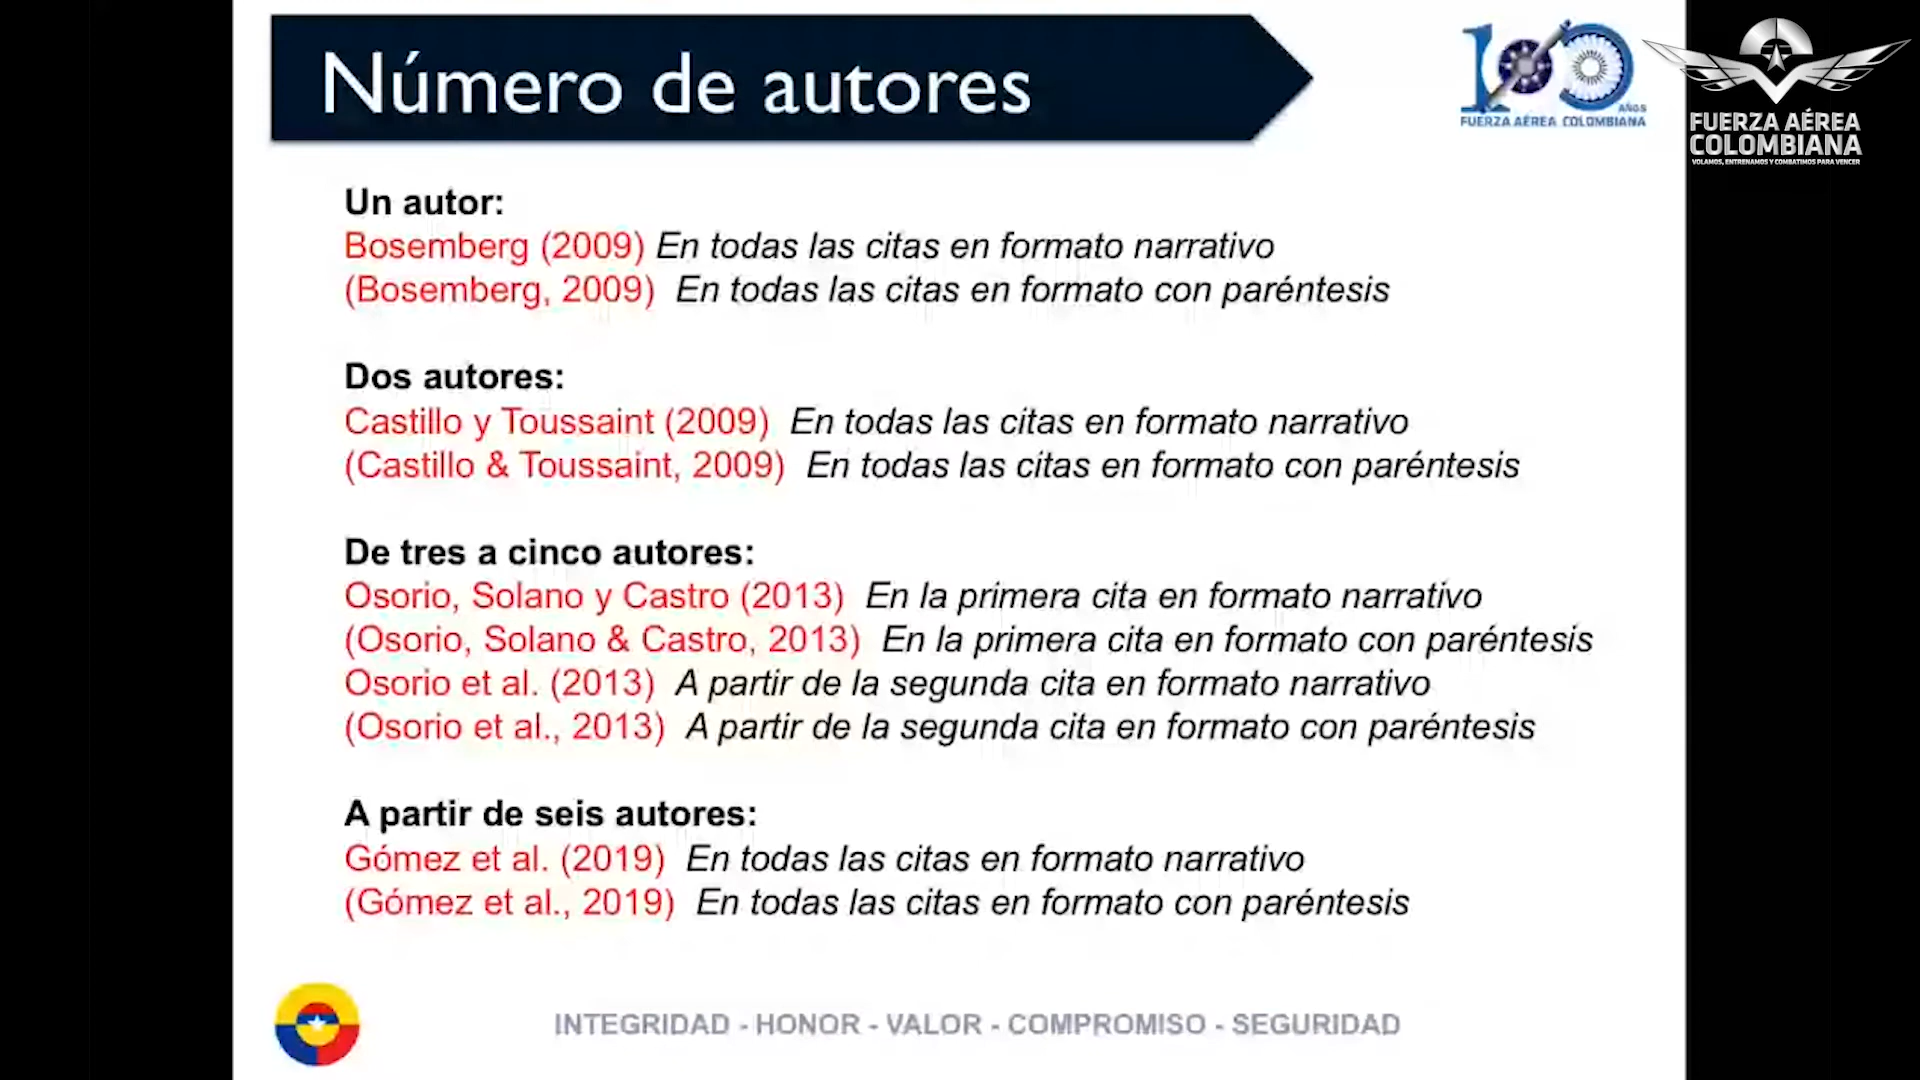 Número de autores
100
AÑOS
FUERZA AÉREA COLOMBIANA
FUERZA AÉREA
COLOMBIANA
VOLAMOS, ENTRENAMOS Y COMBATIMOS PARA VENCER
Un autor:
Bosemberg (2009) En todas las citas en formato narrativo
(Bosemberg, 2009) En todas las citas en formato con paréntesis
Dos autores:
Castillo y Toussaint (2009) En todas las citas en formato narrativo
(Castillo & Toussaint, 2009) En todas las citas en formato con paréntesis
De tres a cinco autores:
Osorio, Solano y Castro (2013) En la primera cita en formato narrativo
(Osorio, Solano & Castro, 2013) En la primera cita en formato con paréntesis
Osorio et al. (2013) A partir de la segunda cita en formato narrativo
(Osorio et al., 2013) A partir de la segunda cita en formato con paréntesis
A partir de seis autores:
Gómez et al. (2019) En todas las citas en formato narrativo
(Gómez et al., 2019) En todas las citas en formato con paréntesis
INTEGRIDAD - HONOR - VALOR - COMPROMISO - SEGURIDAD